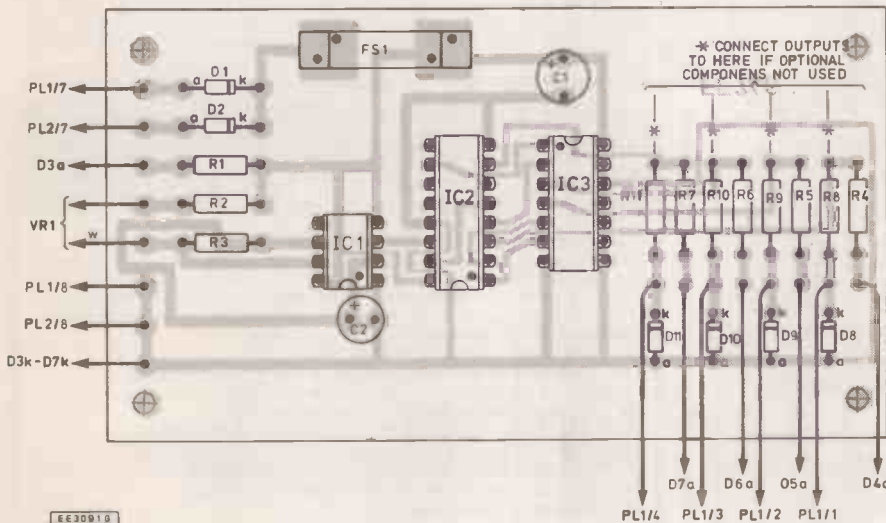 FS1
* CONNECT OUTPUTS
TO HERE IF OPTIONAL
COMPONENS NOT USED
D1
a k
PL1/7
D2
a k
PL2/7
C1
+
* * * *
D3a
R1
R2
VR1
w
R3
IC1
IC2
IC3
R11 R7 R10 R6 R9 R5 R8 R4
PL1/8
PL2/8
+
C2
k k k k
D11 D10 D9 D8
a a a a
D3k-D7k
D7a D6a D5a D4a
PL1/4 PL1/3 PL1/2 PL1/1
EE3091G